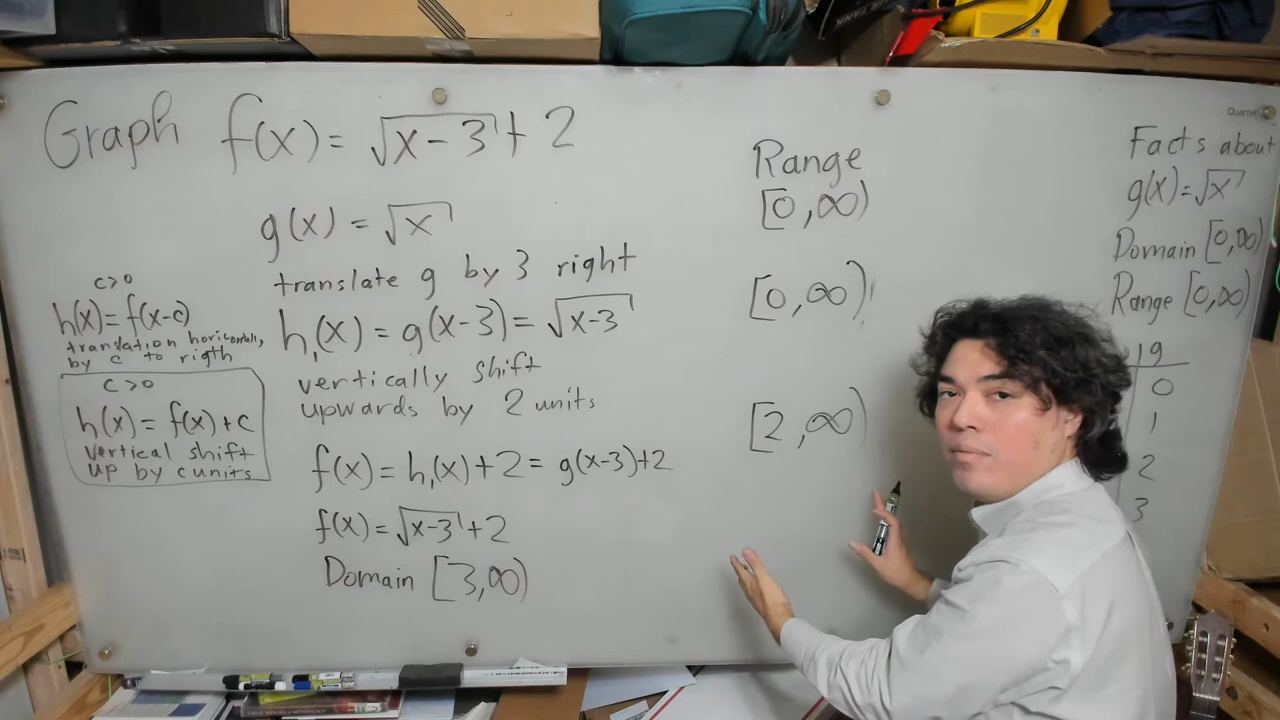 Graph f(x) = √x-3 + 2
g(x) = √x
translate g by 3 right
h₁(x) = g(x-3) = √x-3
vertically shift
upwards by 2 units
f(x) = h₁(x)+2 = g(x-3)+2
f(x) = √x-3 +2
Domain [3,∞)
c>0
h(x) = f(x-c)
translation horizontally,
by c to rigth
c>0
h(x) = f(x)+c
vertical shift
up by c units
Range
[0,∞)
[0,∞)
[2,∞)
Quartet
Facts about
g(x)=√x
Domain [0,∞)
Range [0,∞)
g
0
1
2
3